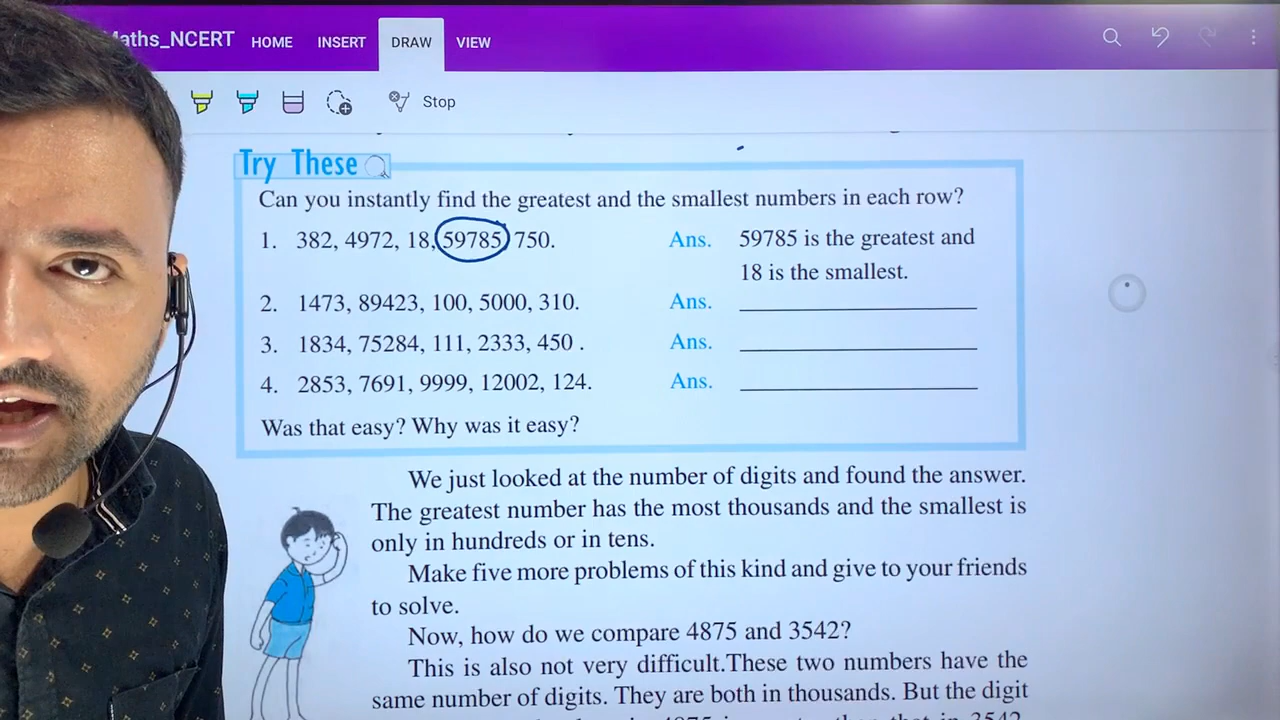 Maths_NCERT HOME INSERT DRAW VIEW
Stop
Try These
Can you instantly find the greatest and the smallest numbers in each row?
1. 382, 4972, 18, 59785, 750. Ans. 59785 is the greatest and
18 is the smallest.
2. 1473, 89423, 100, 5000, 310. Ans.
3. 1834, 75284, 111, 2333, 450 . Ans.
4. 2853, 7691, 9999, 12002, 124. Ans.
Was that easy? Why was it easy?
We just looked at the number of digits and found the answer.
The greatest number has the most thousands and the smallest is
only in hundreds or in tens.
Make five more problems of this kind and give to your friends
to solve.
Now, how do we compare 4875 and 3542?
This is also not very difficult.These two numbers have the
same number of digits. They are both in thousands. But the digit